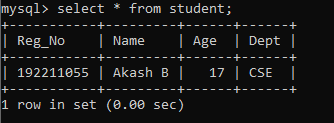 mysql> select * from student;
+-----------+---------+------+------+
| Reg_No    | Name    | Age  | Dept |
+-----------+---------+------+------+
| 192211055 | Akash B |   17 | CSE  |
+-----------+---------+------+------+
1 row in set (0.00 sec)